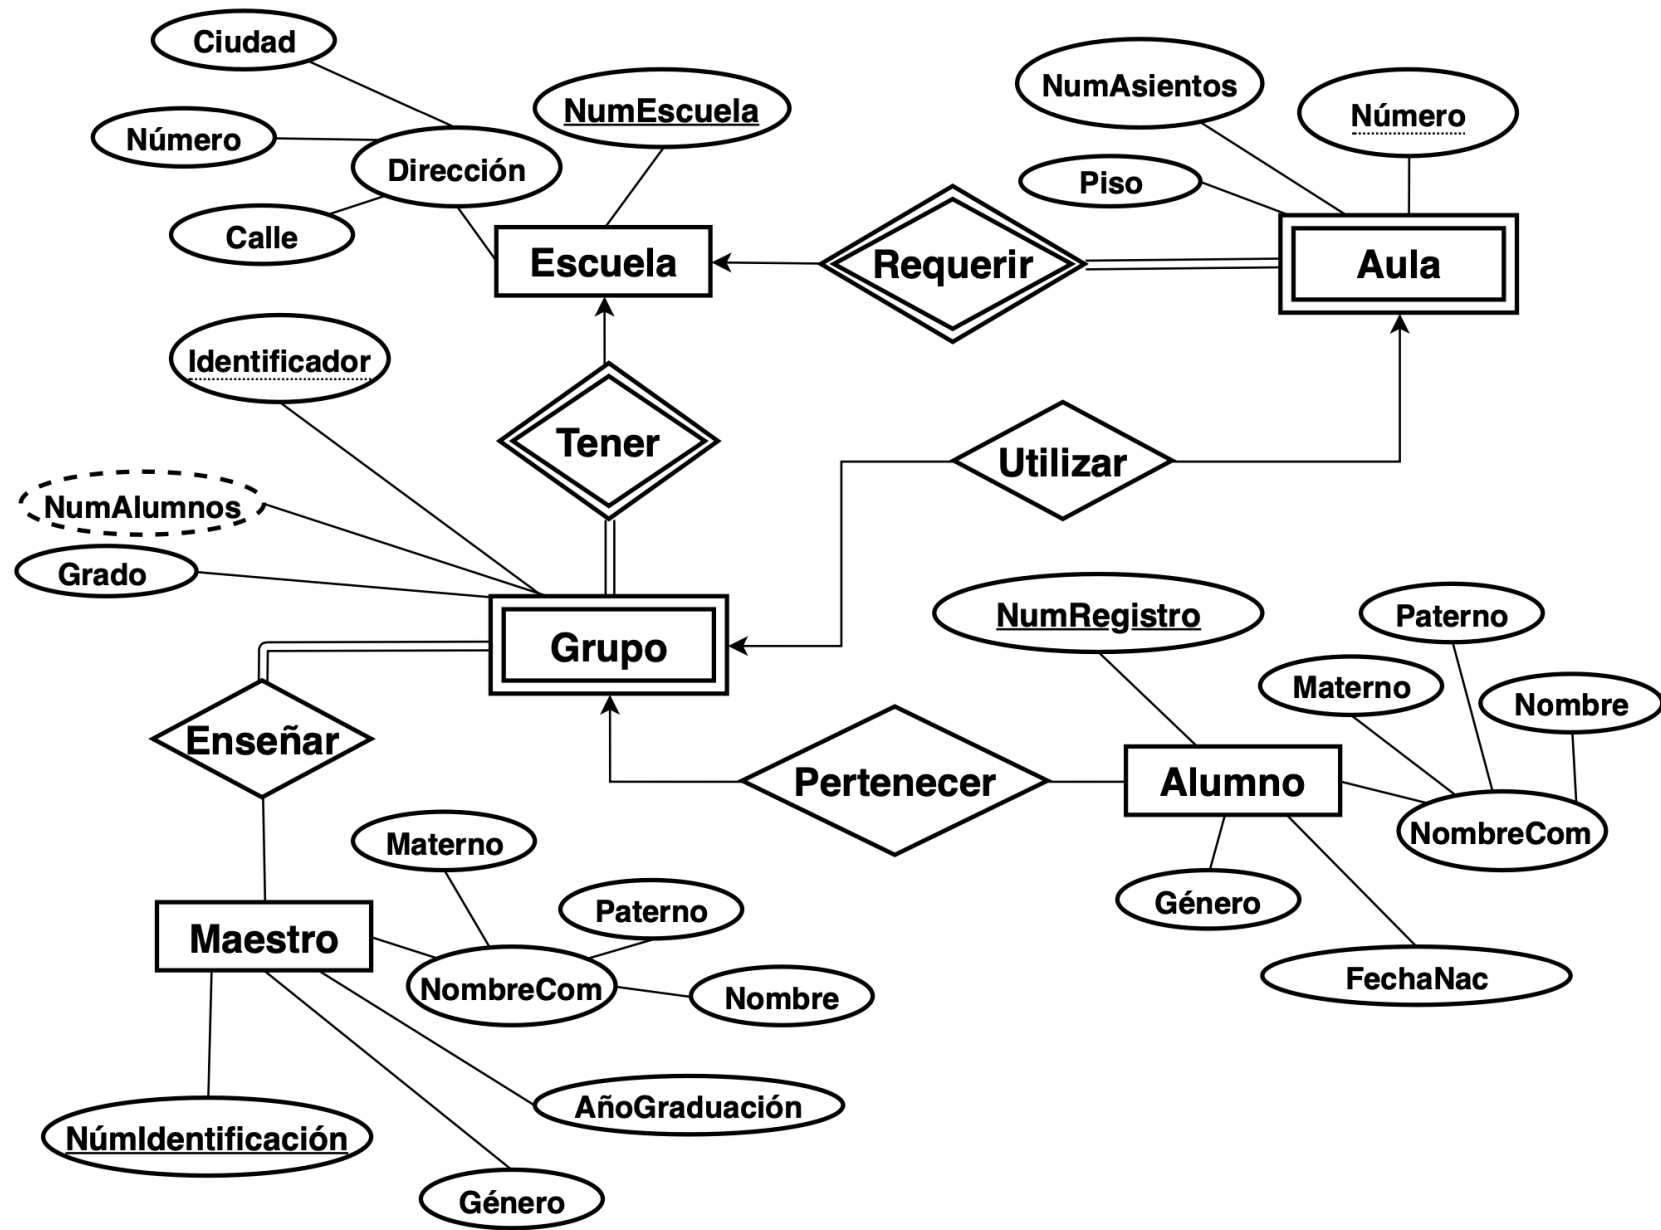 Ciudad
NumEscuela
NumAsientos
Número
Número
Dirección
Piso
Calle
Escuela
Requerir
Aula
Identificador
Tener
Utilizar
NumAlumnos
Grado
Grupo
NumRegistro
Paterno
Materno
Nombre
Enseñar
Pertenecer
Alumno
NombreCom
Materno
Paterno
Género
Maestro
NombreCom
Nombre
FechaNac
AñoGraduación
NúmIdentificación
Género